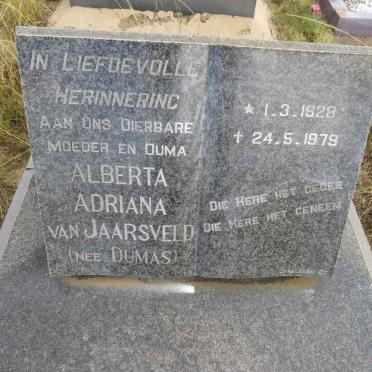 IN LIEFDEVOLLE
HERINNERING
AAN ONS DIERBARE
MOEDER EN OUMA
ALBERTA
ADRIANA
VAN JAARSVELD
(NEE DUMAS)
* 1.3.1928
† 24.5.1979
DIE HERE HET GEGEE
DIE HERE HET GENEEM